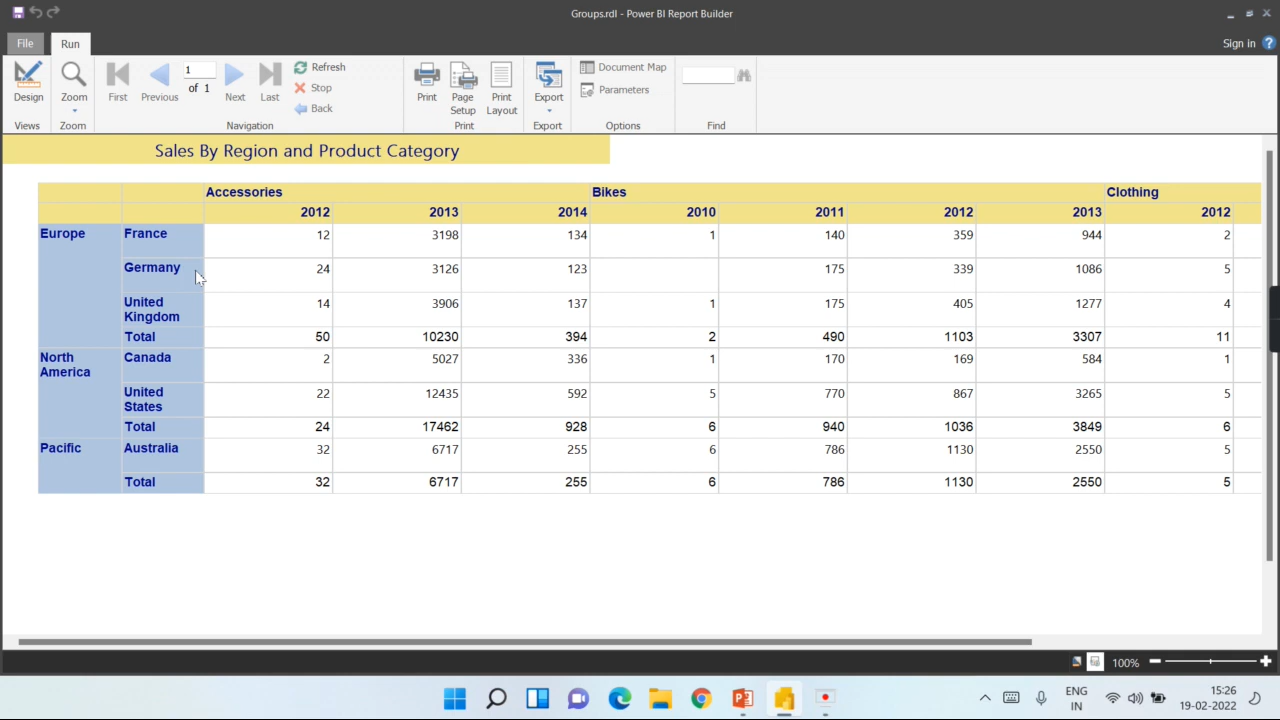 Groups.rdl - Power BI Report Builder
File Run Sign in ?
1
of 1
Refresh
Stop
Back
Document Map
Parameters
Design Zoom First Previous Next Last Print Page Setup Print Layout Export
Views Zoom Navigation Print Export Options Find
Sales By Region and Product Category
Accessories Bikes Clothing
2012 2013 2014 2010 2011 2012 2013 2012
Europe France 12 3198 134 1 140 359 944 2
Germany 24 3126 123 175 339 1086 5
United Kingdom 14 3906 137 1 175 405 1277 4
Total 50 10230 394 2 490 1103 3307 11
North America Canada 2 5027 336 1 170 169 584 1
United States 22 12435 592 5 770 867 3265 5
Total 24 17462 928 6 940 1036 3849 6
Pacific Australia 32 6717 255 6 786 1130 2550 5
Total 32 6717 255 6 786 1130 2550 5
100%
ENG
IN
15:26
19-02-2022